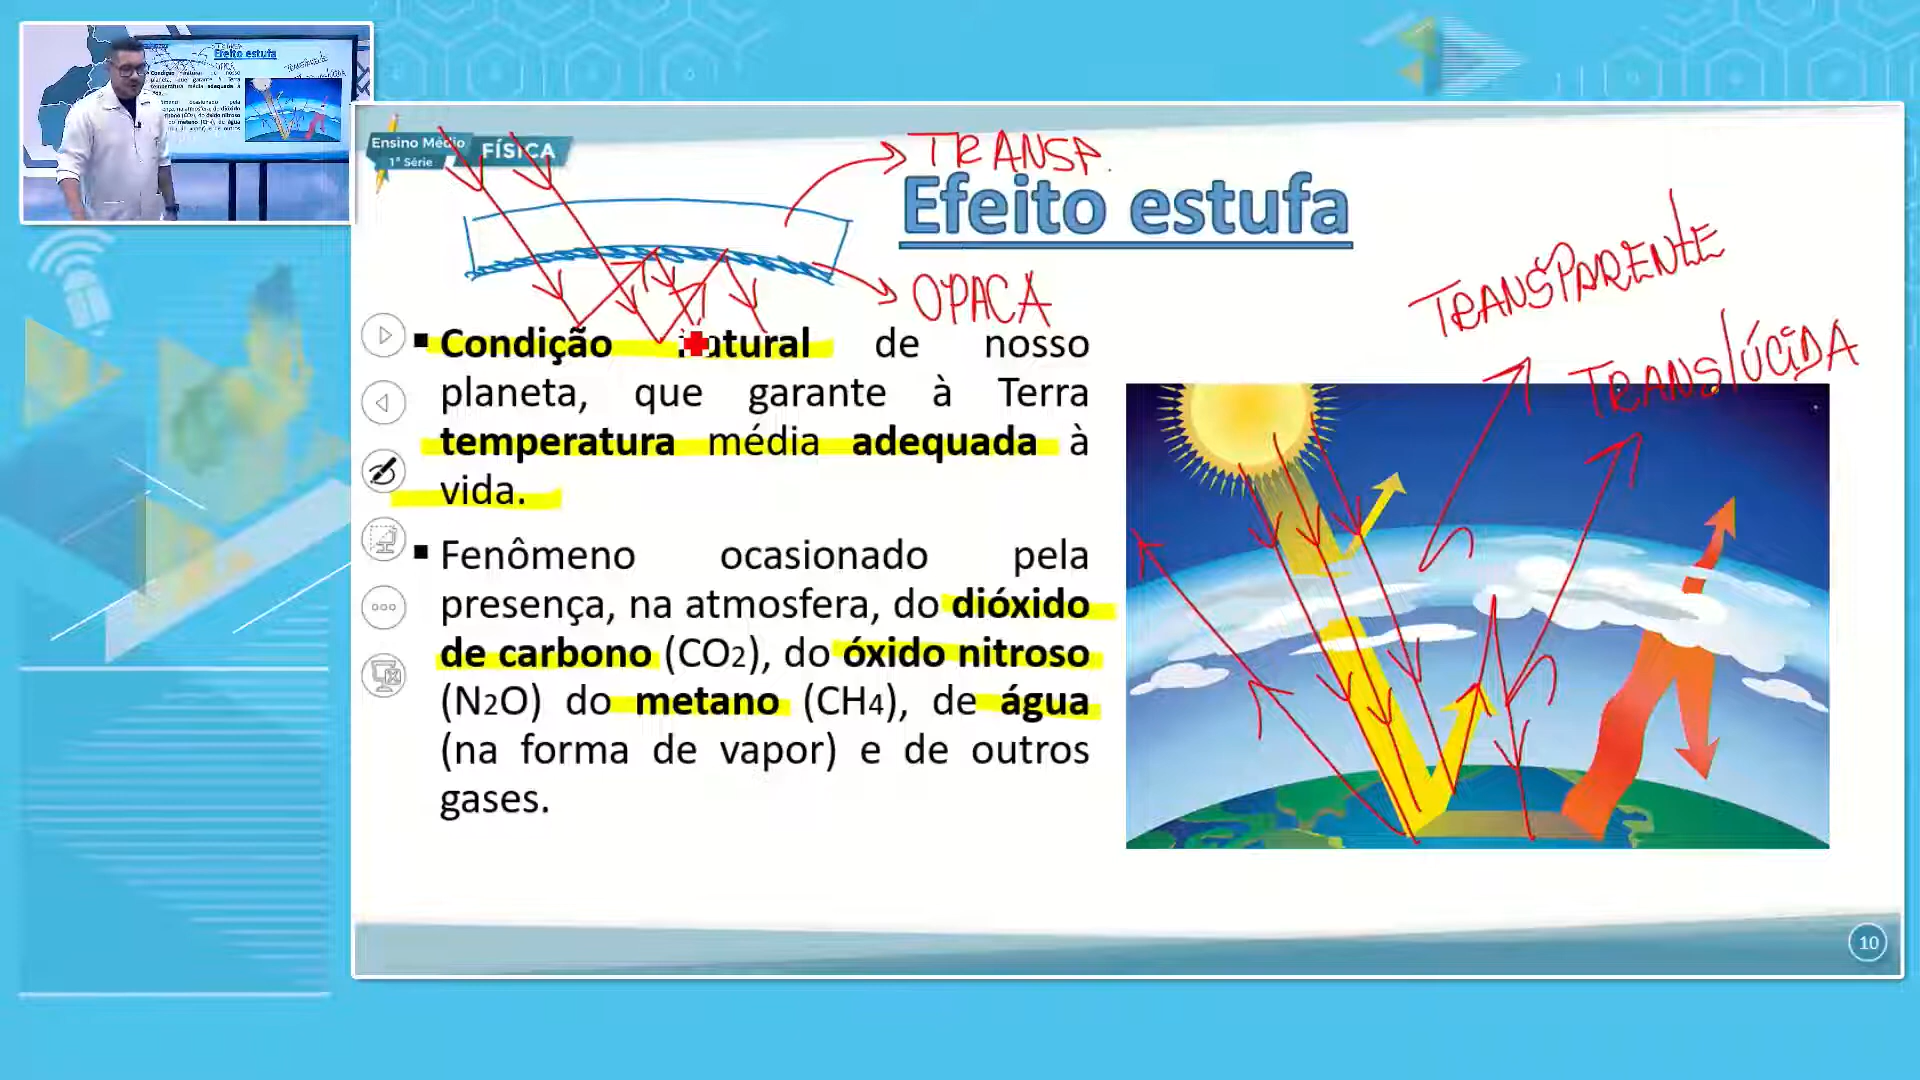 Ensino Médio
1ª Série
FÍSICA
TRANSP.
Efeito estufa
OPACA
TRANSPARENTE
TRANSLÚCIDA
▪ Condição natural de nosso
planeta, que garante à Terra
temperatura média adequada à
vida.
▪ Fenômeno ocasionado pela
presença, na atmosfera, do dióxido
de carbono (CO2), do óxido nitroso
(N2O) do metano (CH4), de água
(na forma de vapor) e de outros
gases.
10